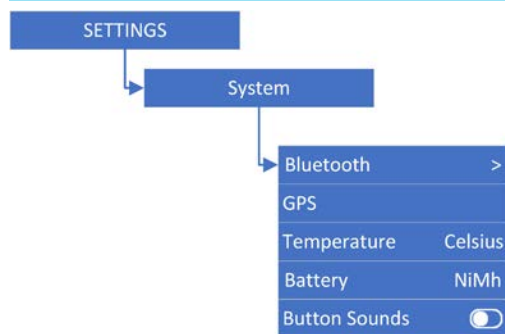 SETTINGS
System
Bluetooth >
GPS
Temperature Celsius
Battery NiMh
Button Sounds